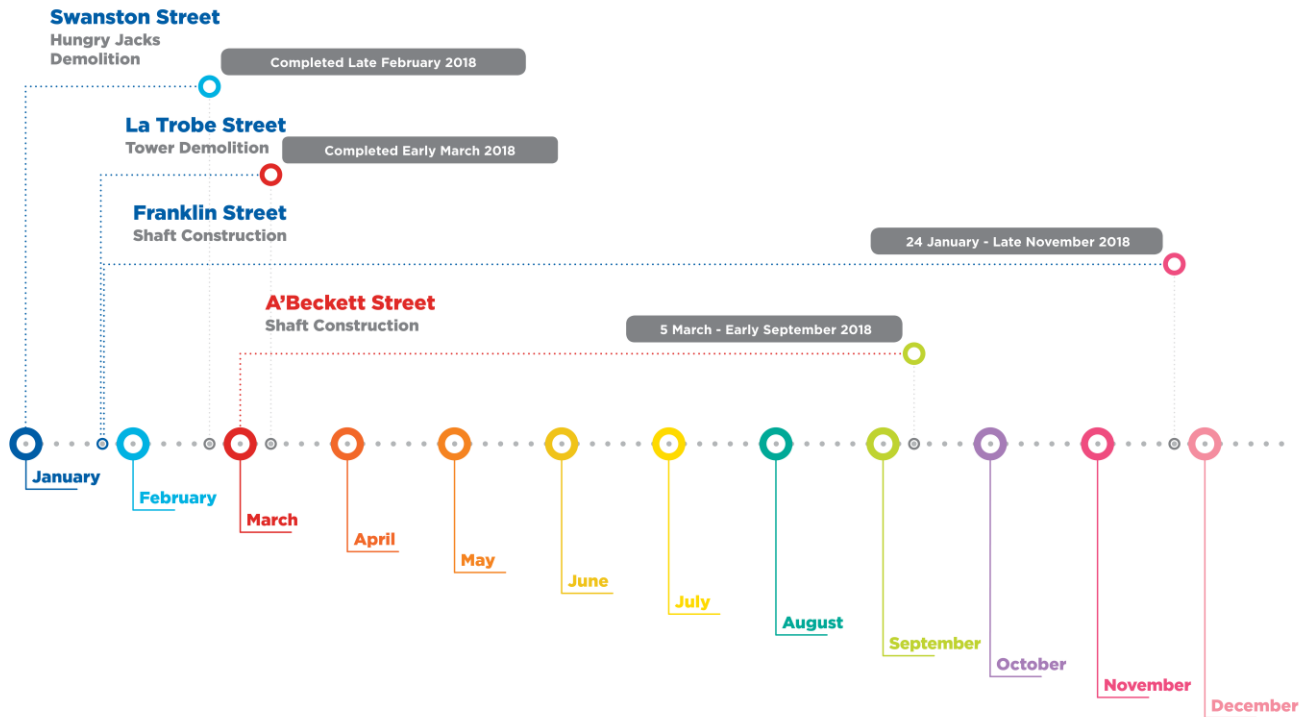 Swanston Street
Hungry Jacks
Demolition
Completed Late February 2018
La Trobe Street
Tower Demolition
Completed Early March 2018
Franklin Street
Shaft Construction
24 January - Late November 2018
A’Beckett Street
Shaft Construction
5 March - Early September 2018
January
February
March
April
May
June
July
August
September
October
November
December